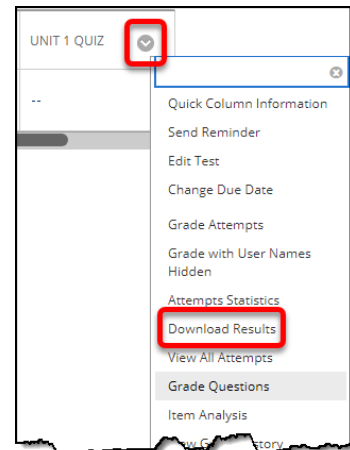 UNIT 1 QUIZ
--
Quick Column Information
Send Reminder
Edit Test
Change Due Date
Grade Attempts
Grade with User Names
Hidden
Attempts Statistics
Download Results
View All Attempts
Grade Questions
Item Analysis